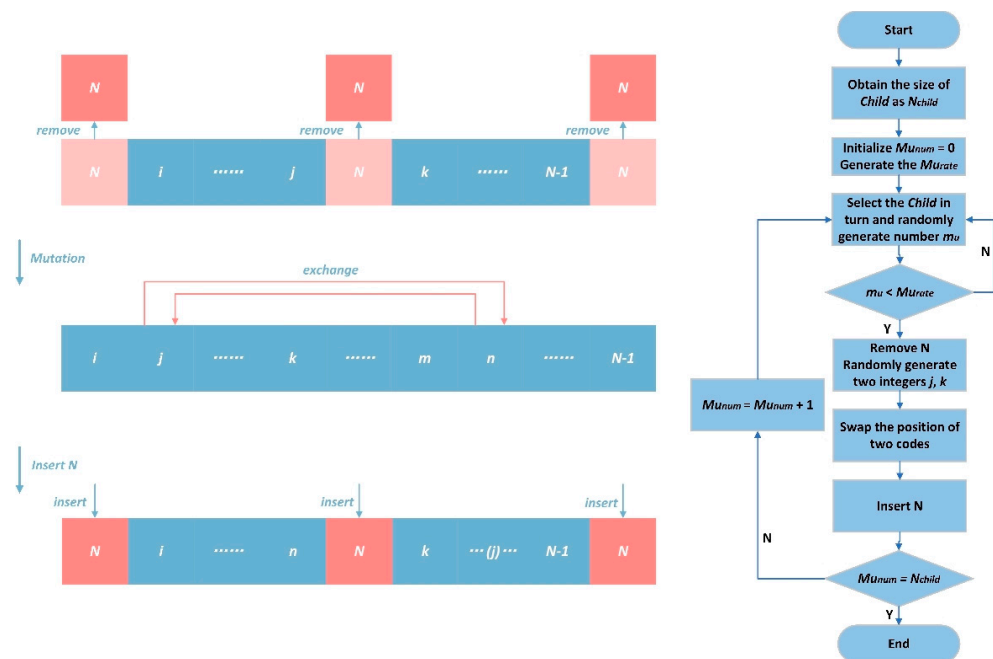 N
N
N
remove
remove
remove
N
i
······
j
N
k
······
N-1
N
Mutation
exchange
i
j
······
k
······
m
n
······
N-1
Insert N
insert
insert
insert
N
i
······
n
N
k
···(j)···
N-1
N
Start
Obtain the size of
Child as Nchild
Initialize Munum = 0
Generate the Murate
Select the Child in
turn and randomly
generate number mu
N
mu < Murate
Y
Remove N
Randomly generate
two integers j, k
Munum = Munum + 1
Swap the position of
two codes
Insert N
N
Munum = Nchild
Y
End